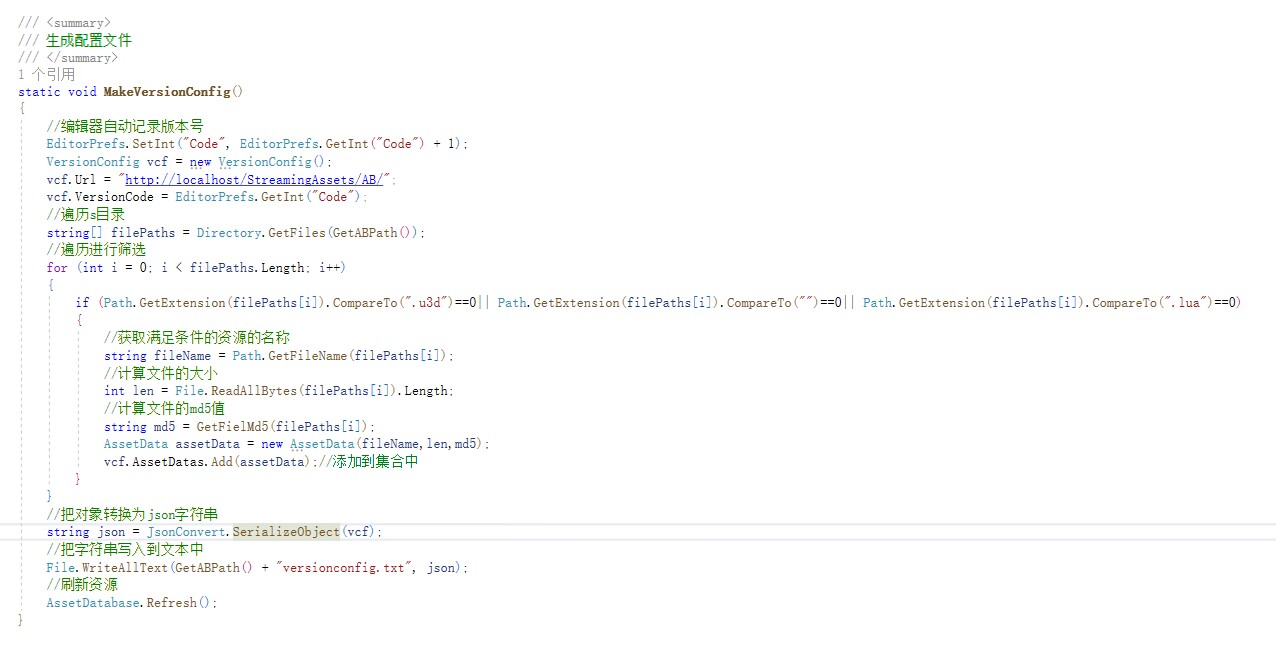 /// <summary>
/// 生成配置文件
/// </summary>
1 个引用
static void MakeVersionConfig()
{
//编辑器自动记录版本号
EditorPrefs.SetInt("Code", EditorPrefs.GetInt("Code") + 1);
VersionConfig vcf = new VersionConfig();
vcf.Url = "http://localhost/StreamingAssets/AB/";
vcf.VersionCode = EditorPrefs.GetInt("Code");
//遍历s目录
string[] filePaths = Directory.GetFiles(GetABPath());
//遍历进行筛选
for (int i = 0; i < filePaths.Length; i++)
{
if (Path.GetExtension(filePaths[i]).CompareTo(".u3d")==0|| Path.GetExtension(filePaths[i]).CompareTo("")==0|| Path.GetExtension(filePaths[i]).CompareTo(".lua")==0)
{
//获取满足条件的资源的名称
string fileName = Path.GetFileName(filePaths[i]);
//计算文件的大小
int len = File.ReadAllBytes(filePaths[i]).Length;
//计算文件的md5值
string md5 = GetFielMd5(filePaths[i]);
AssetData assetData = new AssetData(fileName,len,md5);
vcf.AssetDatas.Add(assetData);//添加到集合中
}
}
//把对象转换为json字符串
string json = JsonConvert.SerializeObject(vcf);
//把字符串写入到文本中
File.WriteAllText(GetABPath() + "versionconfig.txt", json);
//刷新资源
AssetDatabase.Refresh();
}